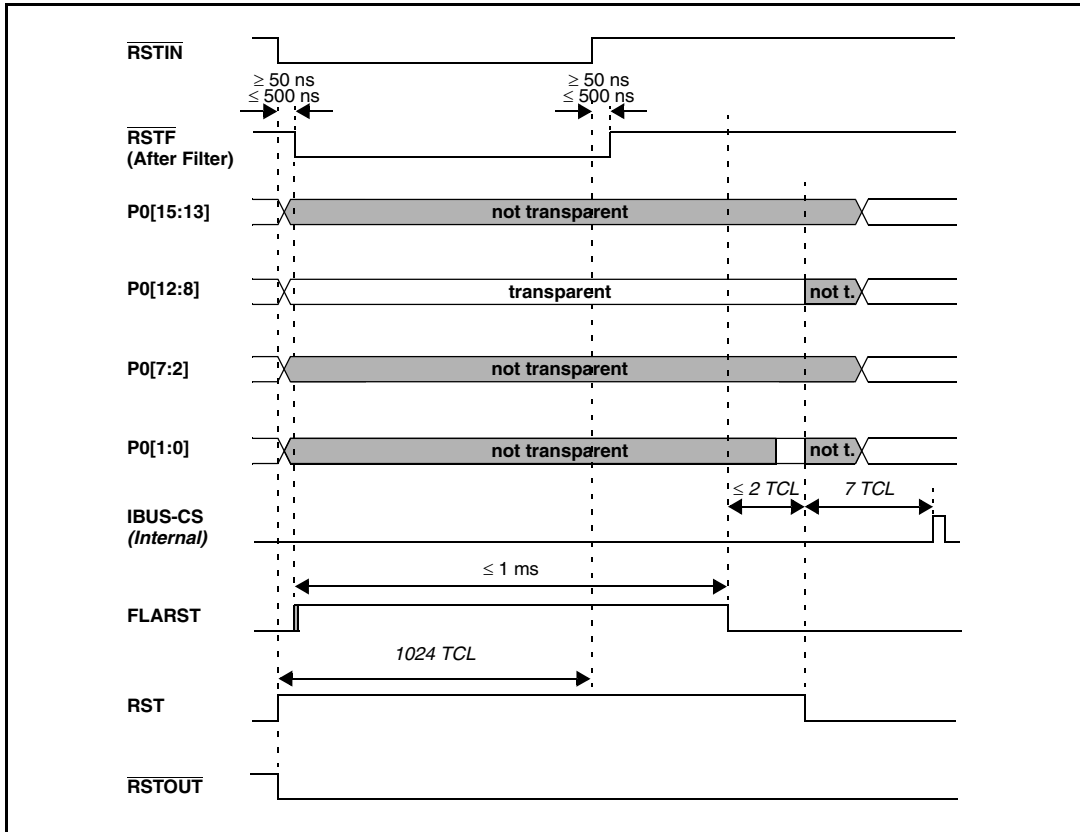 RSTIN
≥ 50 ns
≤ 500 ns
≥ 50 ns
≤ 500 ns
RSTF
(After Filter)
P0[15:13]
not transparent
P0[12:8]
transparent
not t.
P0[7:2]
not transparent
P0[1:0]
not transparent
not t.
≤ 2 TCL
7 TCL
IBUS-CS
(Internal)
≤ 1 ms
FLARST
1024 TCL
RST
RSTOUT